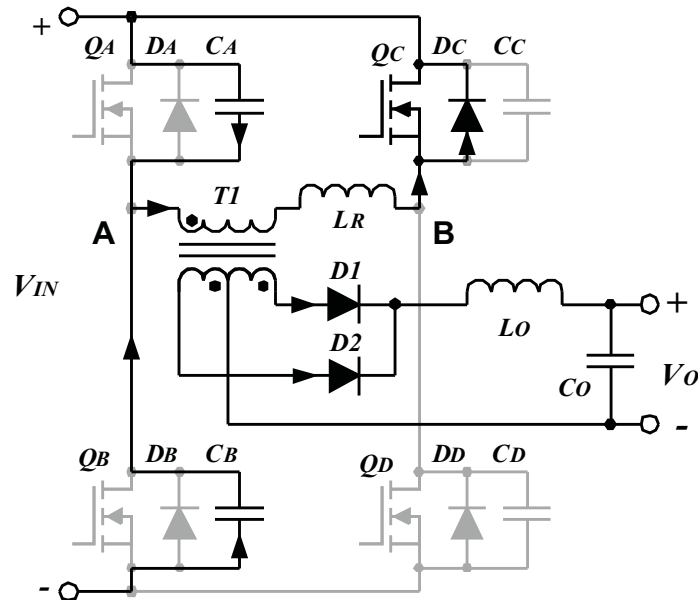 +
QA DA CA
QC DC CC
T1
LR
A
B
VIN
D1
D2
LO
+
CO
VO
-
QB DB CB
QD DD CD
-